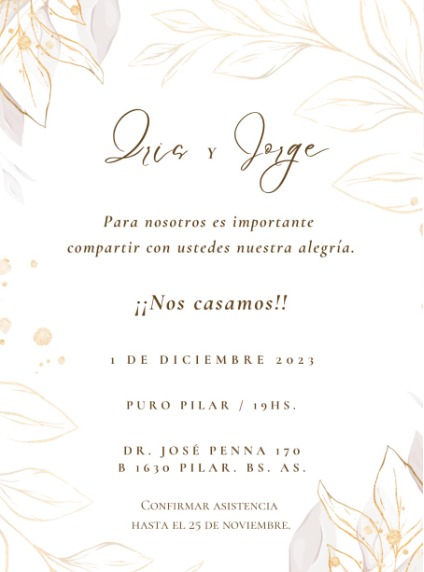 Iris Y Jorge
Para nosotros es importante
compartir con ustedes nuestra alegría.
¡¡Nos casamos!!
1 DE DICIEMBRE 2023
PURO PILAR / 19HS.
DR. JOSÉ PENNA 170
B 1630 PILAR. BS. AS.
Confirmar asistencia
hasta el 25 de noviembre.